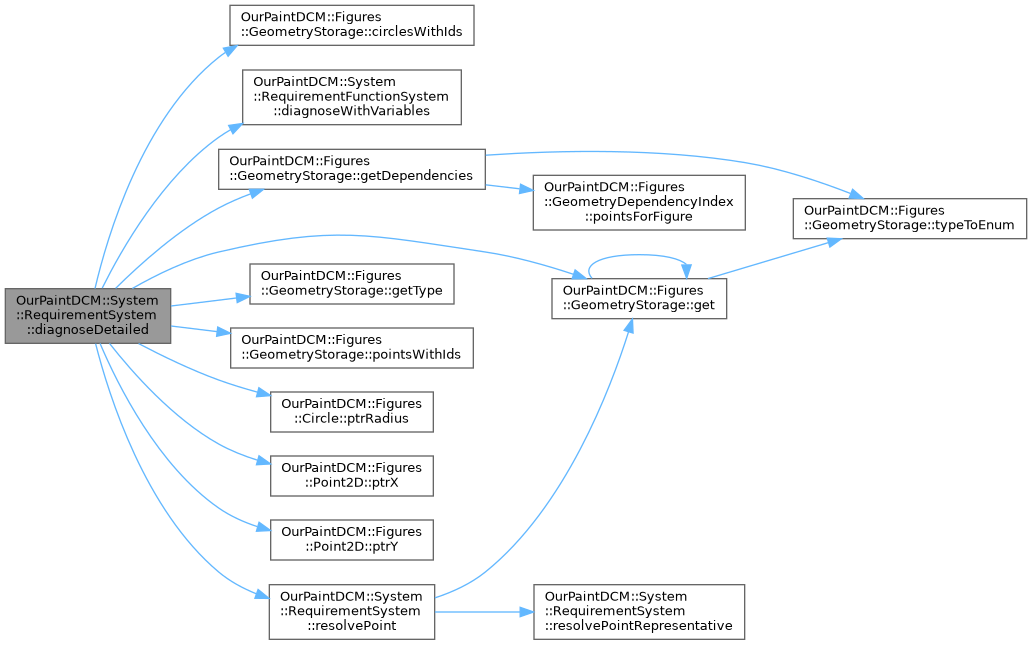 OurPaintDCM::Figures
::GeometryStorage::circlesWithIds
OurPaintDCM::System
::RequirementFunctionSystem
::diagnoseWithVariables
OurPaintDCM::Figures
::GeometryStorage::getDependencies
OurPaintDCM::Figures
::GeometryDependencyIndex
::pointsForFigure
OurPaintDCM::Figures
::GeometryStorage::typeToEnum
OurPaintDCM::System
::RequirementSystem
::diagnoseDetailed
OurPaintDCM::Figures
::GeometryStorage::getType
OurPaintDCM::Figures
::GeometryStorage::get
OurPaintDCM::Figures
::GeometryStorage::pointsWithIds
OurPaintDCM::Figures
::Circle::ptrRadius
OurPaintDCM::Figures
::Point2D::ptrX
OurPaintDCM::Figures
::Point2D::ptrY
OurPaintDCM::System
::RequirementSystem
::resolvePoint
OurPaintDCM::System
::RequirementSystem
::resolvePointRepresentative